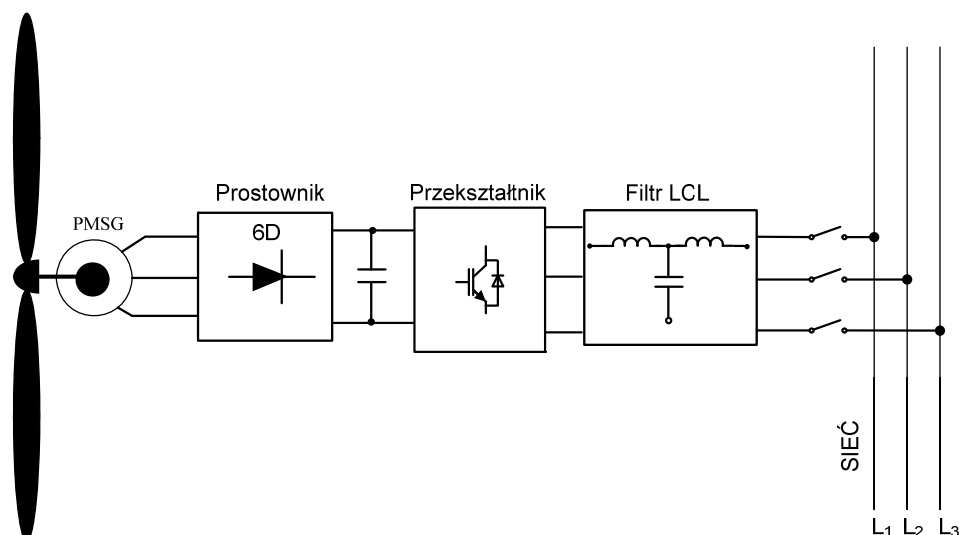 Prostownik
Przekształtnik
Filtr LCL
PMSG
6D
SIEĆ
L1 L2 L3